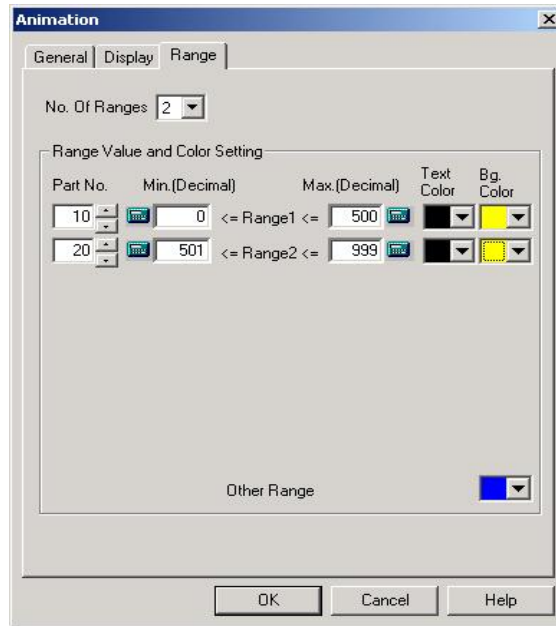 Animation
General Display Range
No. Of Ranges 2
Range Value and Color Setting
Part No. Min.(Decimal) Max.(Decimal) Text Color Bg. Color
10 0 <= Range1 <= 500
20 501 <= Range2 <= 999
Other Range
OK Cancel Help